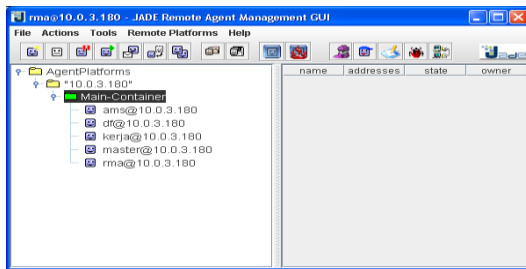 rma@10.0.3.180 - JADE Remote Agent Management GUI
File Actions Tools Remote Platforms Help
Jade
AgentPlatforms
"10.0.3.180"
Main-Container
ams@10.0.3.180
df@10.0.3.180
kerja@10.0.3.180
master@10.0.3.180
rma@10.0.3.180
name addresses state owner